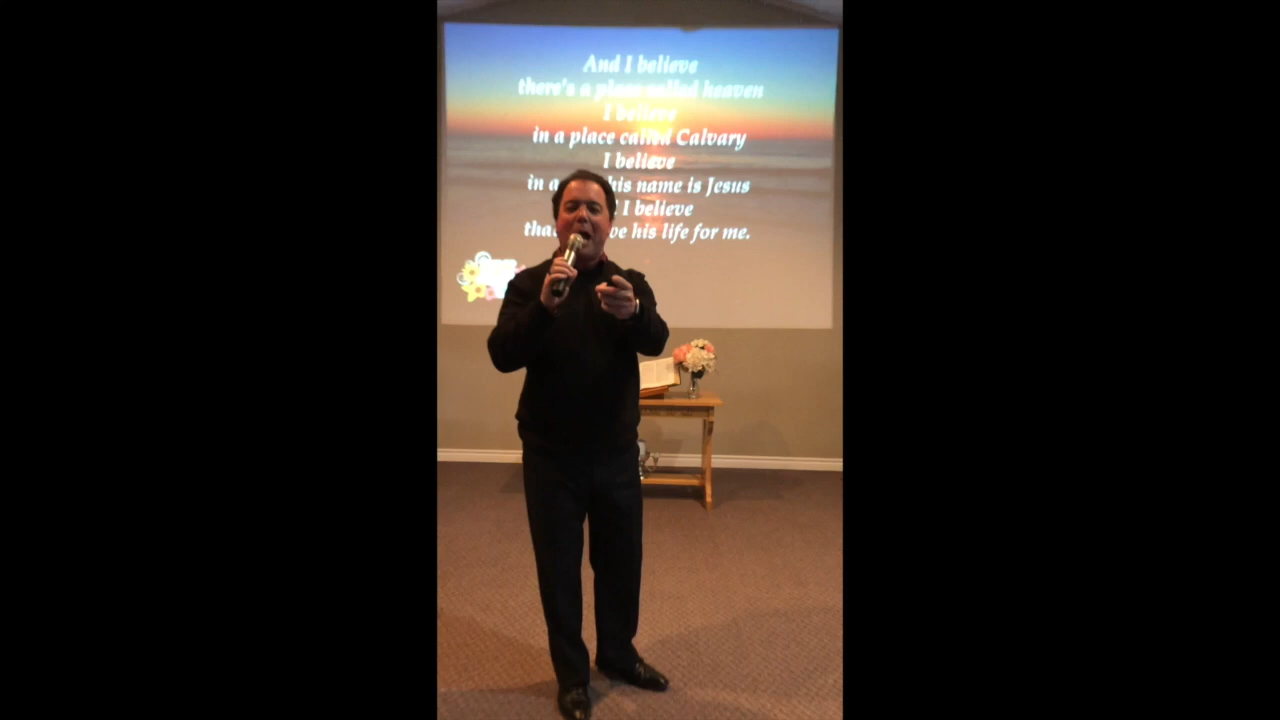 And I believe
there's a place called heaven
I believe
in a place called Calvary
I believe
in a his name is Jesus
I believe
his life for me.